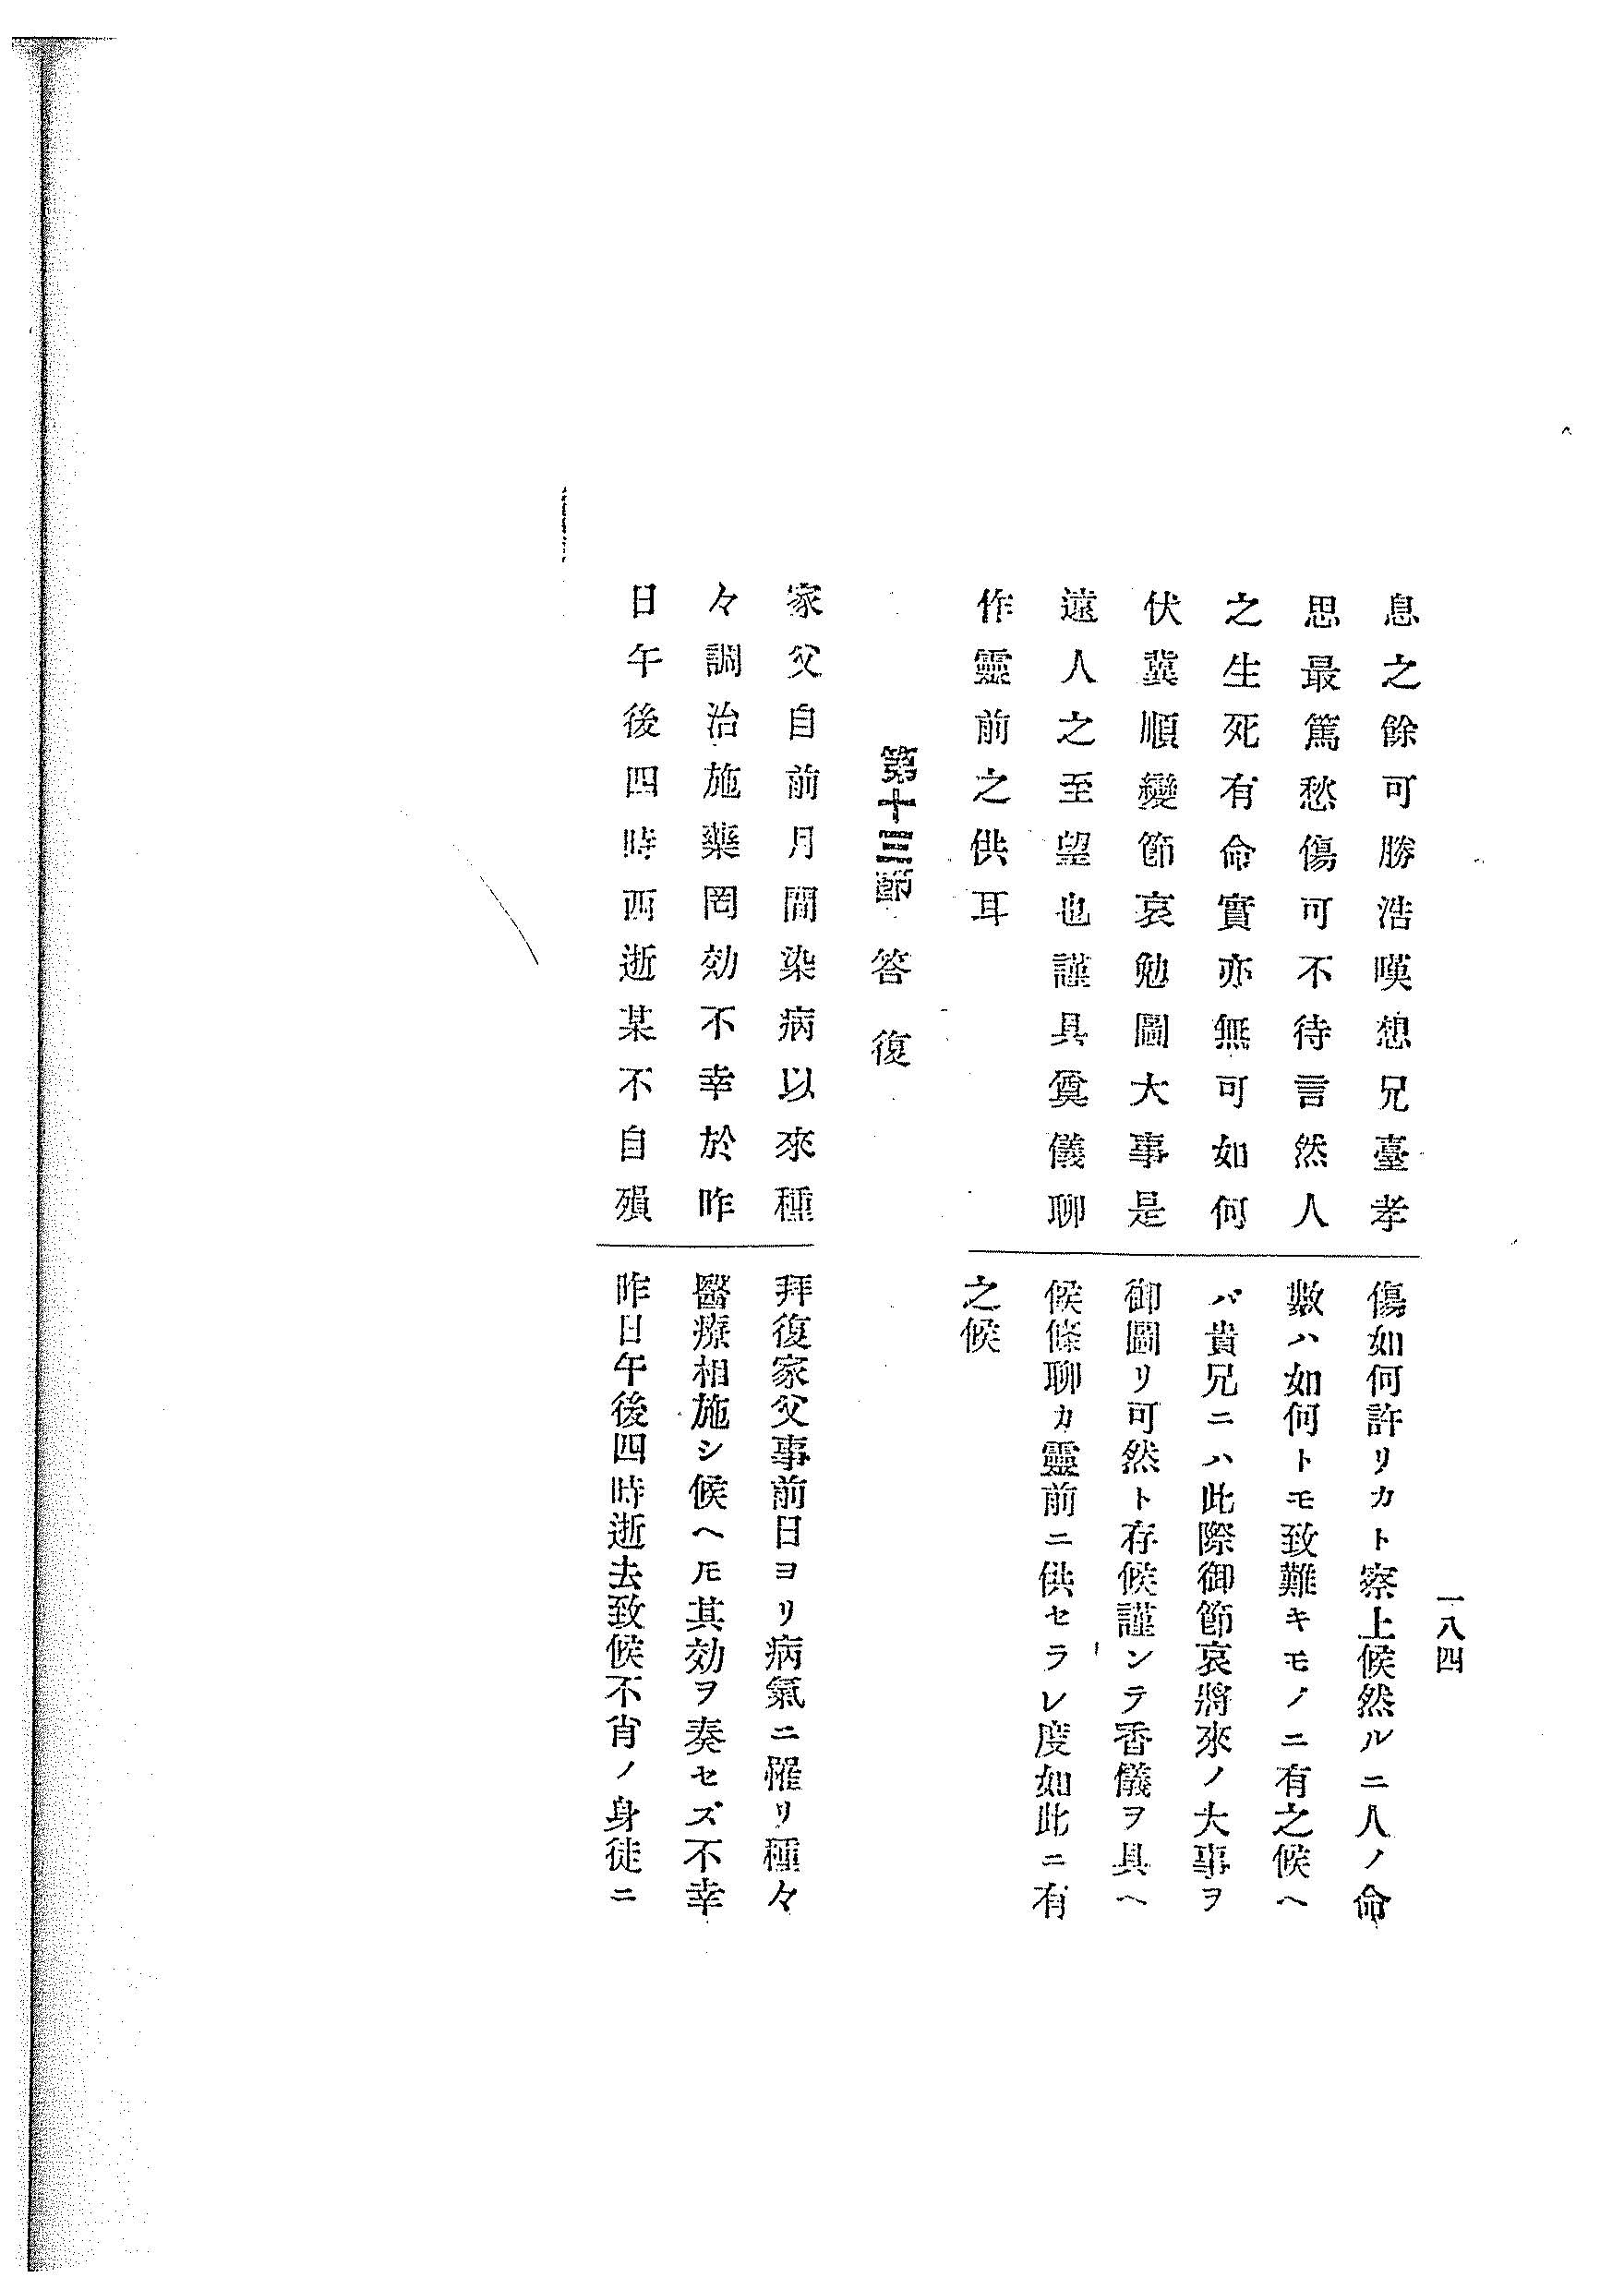 一八四
息之餘可勝浩嘆想兄臺孝
思最篤愁傷可不待言然人
之生死有命實亦無可如何
伏冀順變節哀勉圖大事是
遠人之至望也謹具奠儀聊
作靈前之供耳
傷如何許リカト察上候然ルニ人ノ命
數ハ如何トモ致難キモノニ有之候ヘ
バ貴兄ニハ此際御節哀將來ノ大事ヲ
御圖リ可然ト存候謹ンテ香儀ヲ具ヘ
候條聊カ靈前ニ供セラレ度如此ニ有
之候
第十三節 答復
家父自前月間染病以來種
々調治施藥罔効不幸於昨
日午後四時西逝某不自殞
拜復家父事前日ヨリ病氣ニ罹リ種々
醫療相施シ候ヘ𪜈其効ヲ奏セズ不幸
昨日午後四時逝去致候不肖ノ身徒ニ